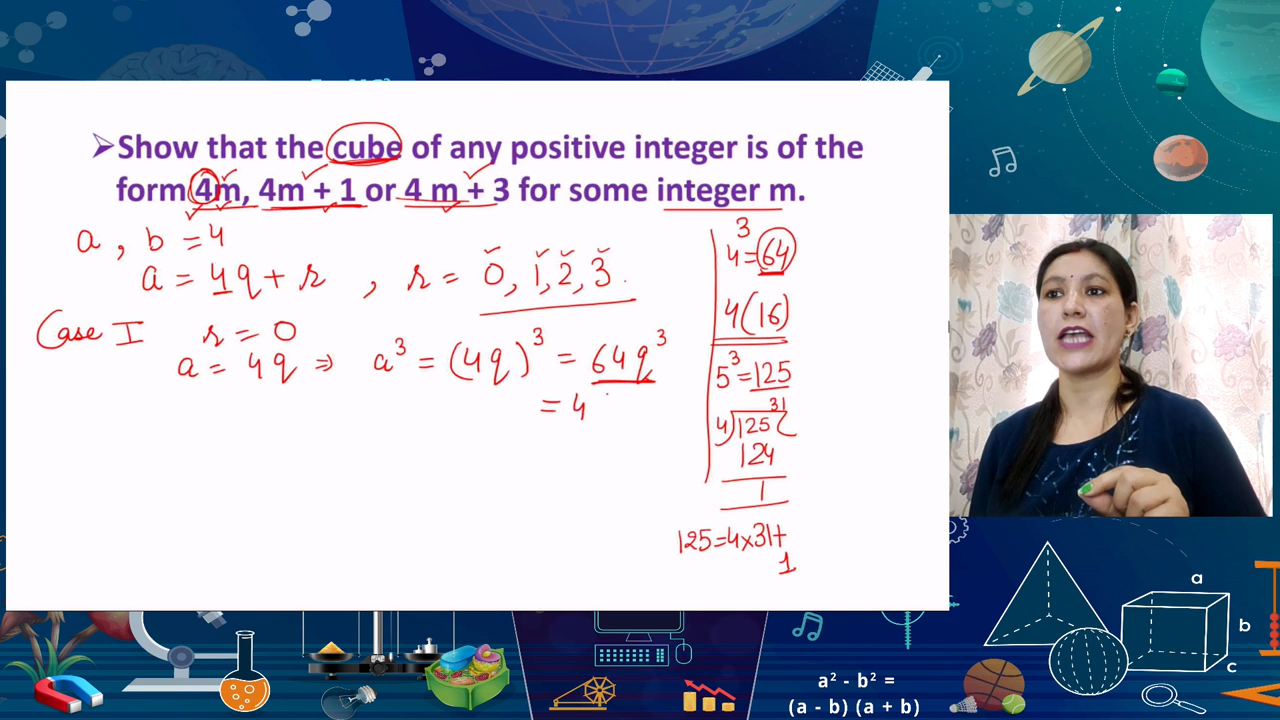 ➢Show that the cube of any positive integer is of the
form 4m, 4m + 1 or 4 m + 3 for some integer m.
a, b = 4
a = 4q + r , r = 0, 1, 2, 3.
Case I r = 0
a = 4q ⇒ a³ = (4q)³ = 64q³
= 4
4³ = 64
4(16)
5³ = 125
31
4)125(
124
1
125=4×31+
1
a
b
c
a² - b² =
(a - b) (a + b)